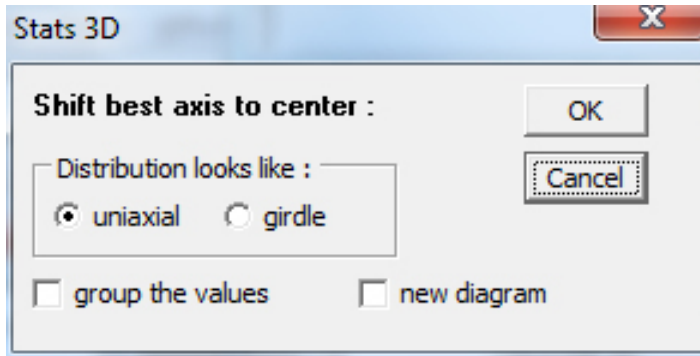 Stats 3D
Shift best axis to center :
OK
Distribution looks like :
Cancel
uniaxial girdle
group the values new diagram